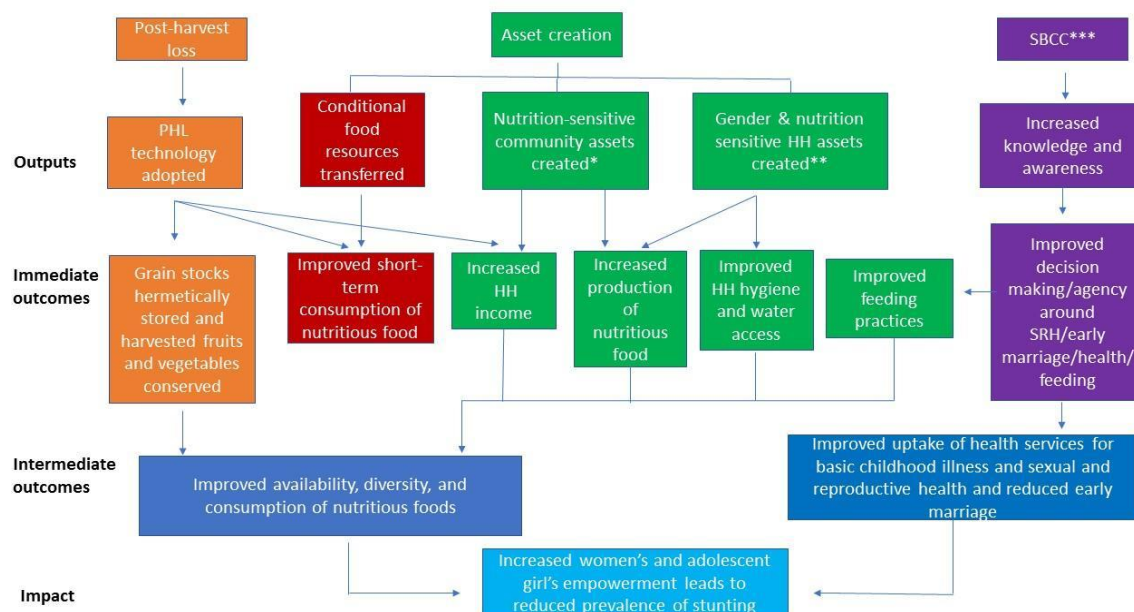 Post-harvest
loss
Asset creation
SBCC***
Outputs
PHL
technology
adopted
Conditional
food
resources
transferred
Nutrition-sensitive
community assets
created*
Gender & nutrition
sensitive HH assets
created**
Increased
knowledge and
awareness
Immediate
outcomes
Grain stocks
hermetically
stored and
harvested fruits
and vegetables
conserved
Improved short-
term
consumption of
nutritious food
Increased
HH
income
Increased
production
of
nutritious
food
Improved
HH hygiene
and water
access
Improved
feeding
practices
Improved
decision
making/agency
around
SRH/early
marriage/health/
feeding
Intermediate
outcomes
Improved availability, diversity, and
consumption of nutritious foods
Improved uptake of health services for
basic childhood illness and sexual and
reproductive health and reduced early
marriage
Impact
Increased women's and adolescent
girl's empowerment leads to
reduced prevalence of stunting